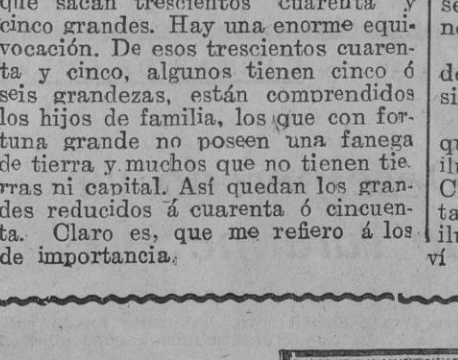 que sacan trescientos cuarenta y
cinco grandes. Hay una enorme equi-
vocación. De esos trescientos cuaren-
ta y cinco, algunos tienen cinco ó
seis grandezas, están comprendidos
los hijos de familia, los que con for-
tuna grande no poseen una fanega
de tierra y muchos que no tienen tie-
rras ni capital. Así quedan los gran-
des reducidos á cuarenta ó cincuen-
ta. Claro es, que me refiero á los
de importancia.